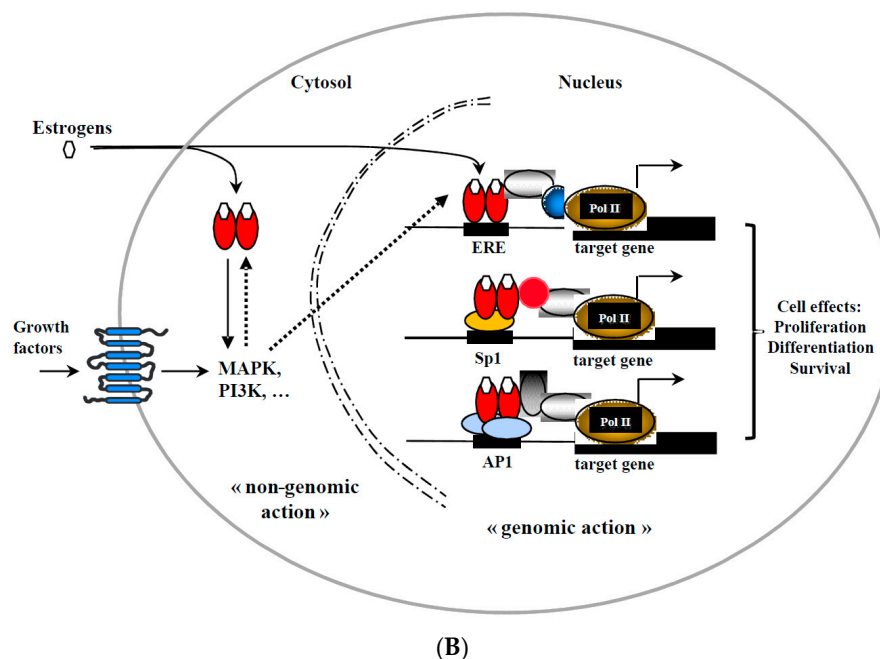 Cytosol
Nucleus
Estrogens
Pol II
ERE
target gene
Pol II
Sp1
target gene
Cell effects:
Proliferation
Differentiation
Survival
Growth
factors
MAPK,
PI3K, ...
Pol II
AP1
target gene
« non-genomic
action »
« genomic action »
(B)